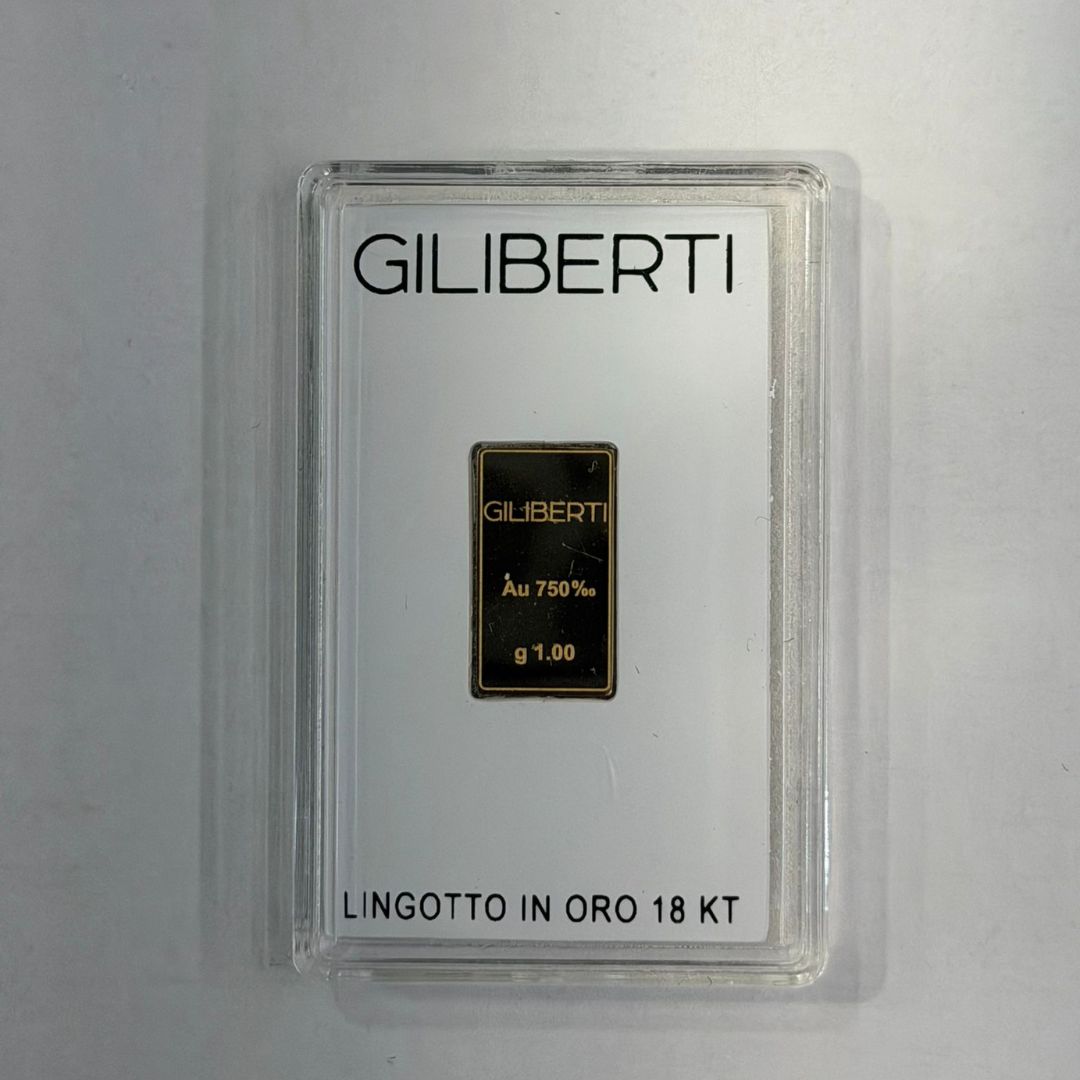 GILIBERTI
GILIBERTI
Au 750‰
g 1.00
LINGOTTO IN ORO 18 KT